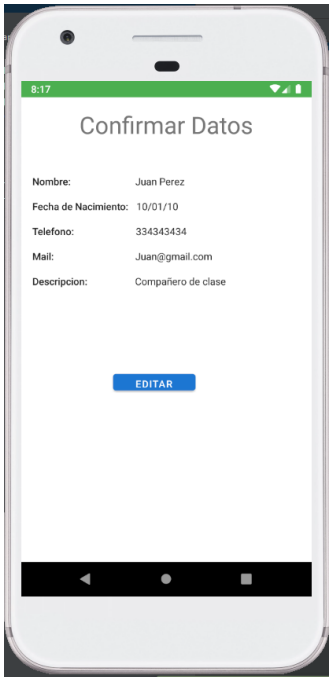 8:17
Confirmar Datos
Nombre: Juan Perez
Fecha de Nacimiento: 10/01/10
Telefono: 334343434
Mail: Juan@gmail.com
Descripcion: Compañero de clase
EDITAR